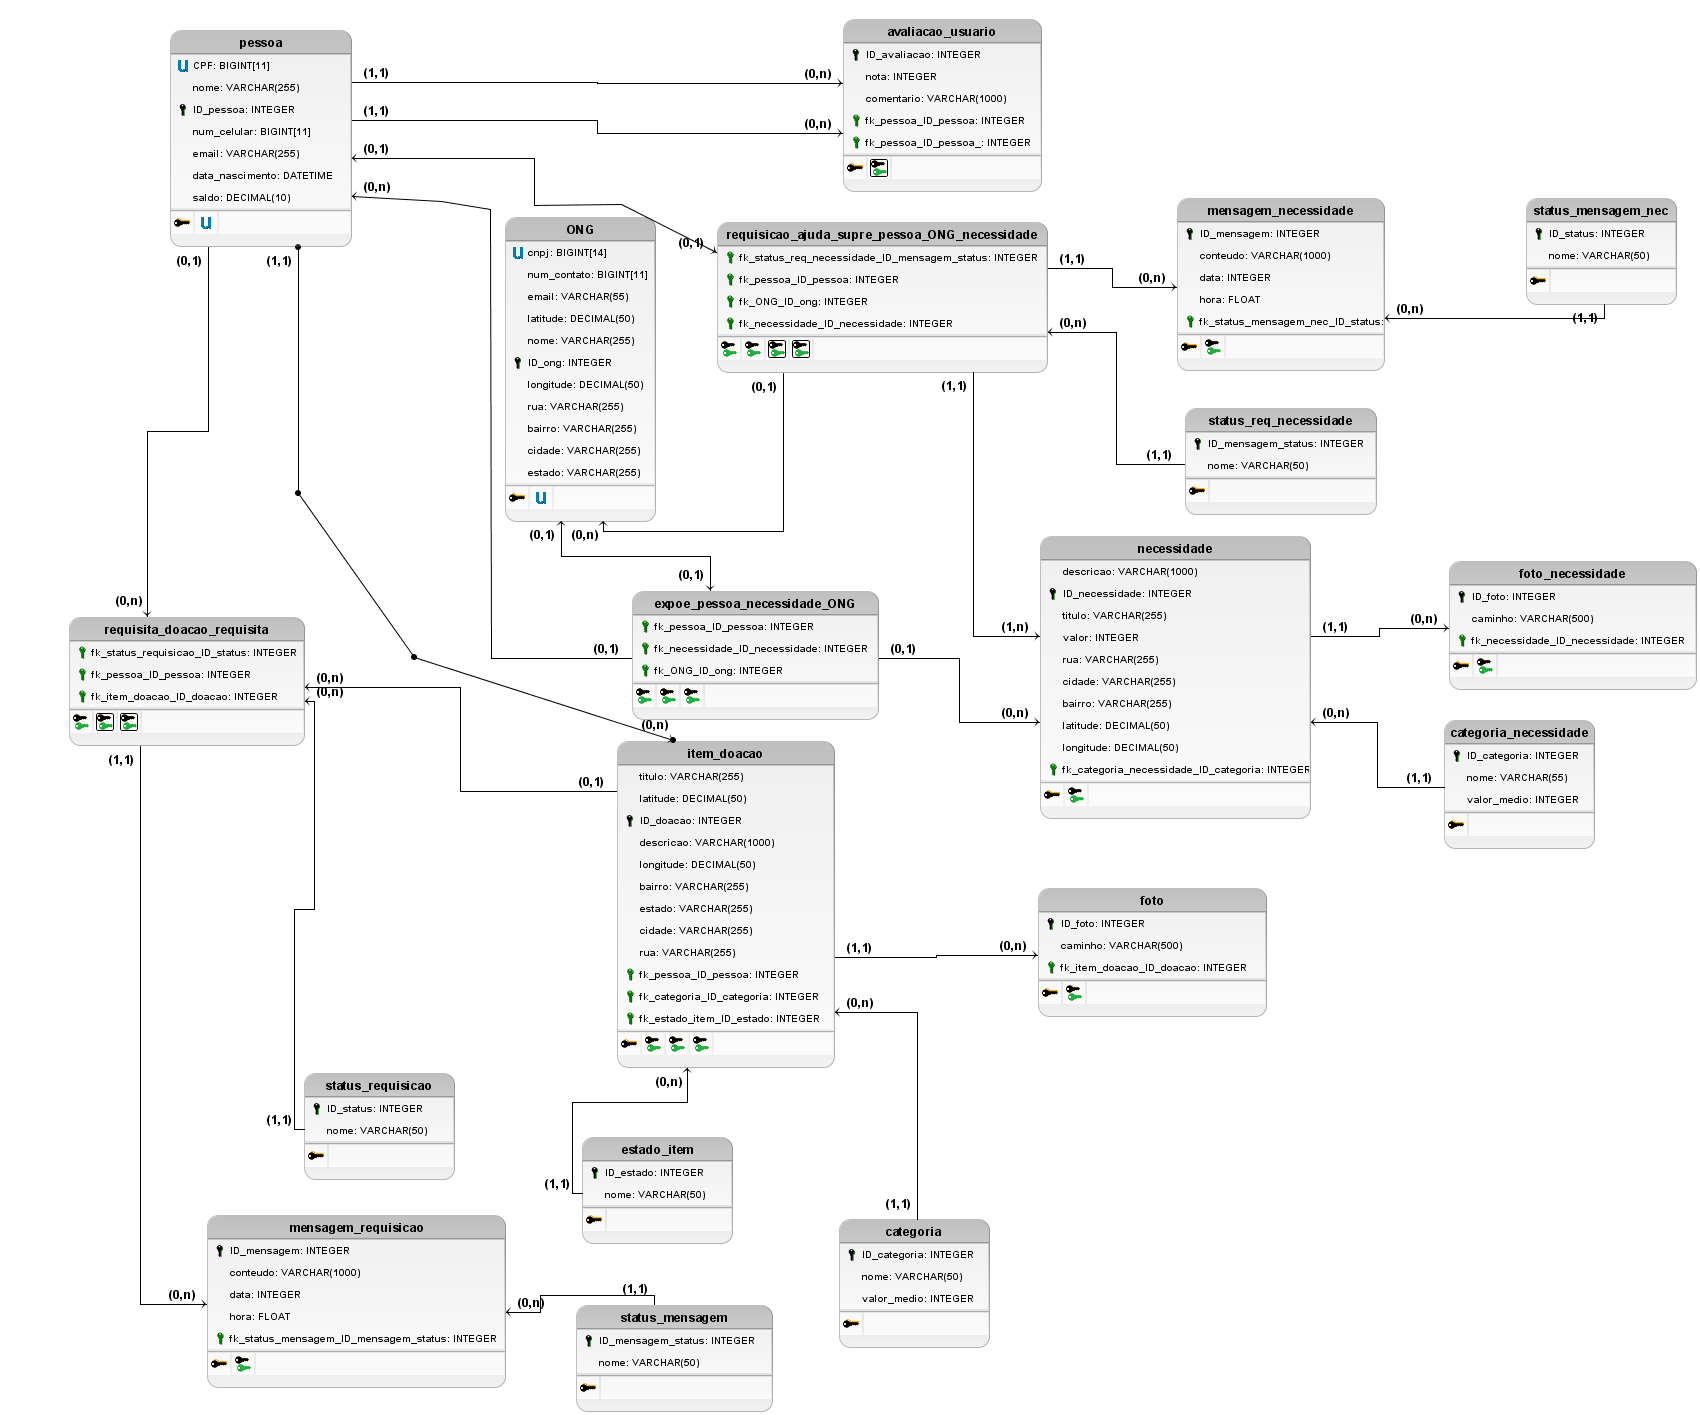 pessoa
U CPF: BIGINT[11]
nome: VARCHAR(255)
ID_pessoa: INTEGER
num_celular: BIGINT[11]
email: VARCHAR(255)
data_nascimento: DATETIME
saldo: DECIMAL(10)
U
(1,1)
(0,n)
(1,1)
(0,n)
(0,1)
(0,n)
(0,1)
(1,1)
avaliacao_usuario
ID_avaliacao: INTEGER
nota: INTEGER
comentario: VARCHAR(1000)
fk_pessoa_ID_pessoa: INTEGER
fk_pessoa_ID_pessoa_: INTEGER
ONG
U cnpj: BIGINT[14]
num_contato: BIGINT[11]
email: VARCHAR(55)
latitude: DECIMAL(50)
nome: VARCHAR(255)
ID_ong: INTEGER
longitude: DECIMAL(50)
rua: VARCHAR(255)
bairro: VARCHAR(255)
cidade: VARCHAR(255)
estado: VARCHAR(255)
U
(0,1)
(0,n)
(0,1)
requisicao_ajuda_supre_pessoa_ONG_necessidade
fk_status_req_necessidade_ID_mensagem_status: INTEGER
fk_pessoa_ID_pessoa: INTEGER
fk_ONG_ID_ong: INTEGER
fk_necessidade_ID_necessidade: INTEGER
(0,1)
(1,1)
(1,1)
(0,n)
(0,n)
mensagem_necessidade
ID_mensagem: INTEGER
conteudo: VARCHAR(1000)
data: INTEGER
hora: FLOAT
fk_status_mensagem_nec_ID_status:
(0,n)
(1,1)
status_mensagem_nec
ID_status: INTEGER
nome: VARCHAR(50)
status_req_necessidade
ID_mensagem_status: INTEGER
nome: VARCHAR(50)
(1,1)
necessidade
descricao: VARCHAR(1000)
ID_necessidade: INTEGER
titulo: VARCHAR(255)
valor: INTEGER
rua: VARCHAR(255)
cidade: VARCHAR(255)
bairro: VARCHAR(255)
latitude: DECIMAL(50)
longitude: DECIMAL(50)
fk_categoria_necessidade_ID_categoria: INTEGER
(1,n)
(0,n)
(1,1)
(0,n)
(0,n)
(1,1)
foto_necessidade
ID_foto: INTEGER
caminho: VARCHAR(500)
fk_necessidade_ID_necessidade: INTEGER
categoria_necessidade
ID_categoria: INTEGER
nome: VARCHAR(55)
valor_medio: INTEGER
(0,1)
expoe_pessoa_necessidade_ONG
fk_pessoa_ID_pessoa: INTEGER
fk_necessidade_ID_necessidade: INTEGER
fk_ONG_ID_ong: INTEGER
(0,1)
(0,1)
(0,n)
requisita_doacao_requisita
fk_status_requisicao_ID_status: INTEGER
fk_pessoa_ID_pessoa: INTEGER
fk_item_doacao_ID_doacao: INTEGER
(0,n)
(0,n)
(1,1)
(0,n)
(0,1)
item_doacao
titulo: VARCHAR(255)
latitude: DECIMAL(50)
ID_doacao: INTEGER
descricao: VARCHAR(1000)
longitude: DECIMAL(50)
bairro: VARCHAR(255)
estado: VARCHAR(255)
cidade: VARCHAR(255)
rua: VARCHAR(255)
fk_pessoa_ID_pessoa: INTEGER
fk_categoria_ID_categoria: INTEGER
fk_estado_item_ID_estado: INTEGER
(1,1)
(0,n)
(0,n)
(0,n)
foto
ID_foto: INTEGER
caminho: VARCHAR(500)
fk_item_doacao_ID_doacao: INTEGER
status_requisicao
ID_status: INTEGER
nome: VARCHAR(50)
(1,1)
estado_item
ID_estado: INTEGER
nome: VARCHAR(50)
(1,1)
(1,1)
categoria
ID_categoria: INTEGER
nome: VARCHAR(50)
valor_medio: INTEGER
mensagem_requisicao
ID_mensagem: INTEGER
conteudo: VARCHAR(1000)
data: INTEGER
hora: FLOAT
fk_status_mensagem_ID_mensagem_status: INTEGER
(0,n)
(0,n)
(1,1)
status_mensagem
ID_mensagem_status: INTEGER
nome: VARCHAR(50)